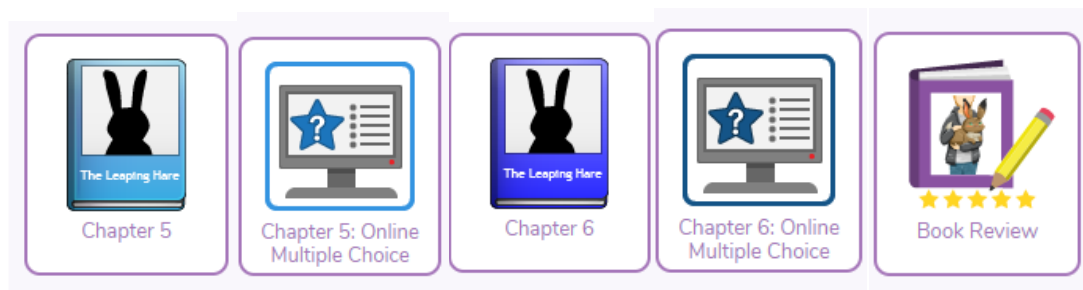 The Leaping Hare
Chapter 5
?
Chapter 5: Online
Multiple Choice
The Leaping Hare
Chapter 6
?
Chapter 6: Online
Multiple Choice
Book Review